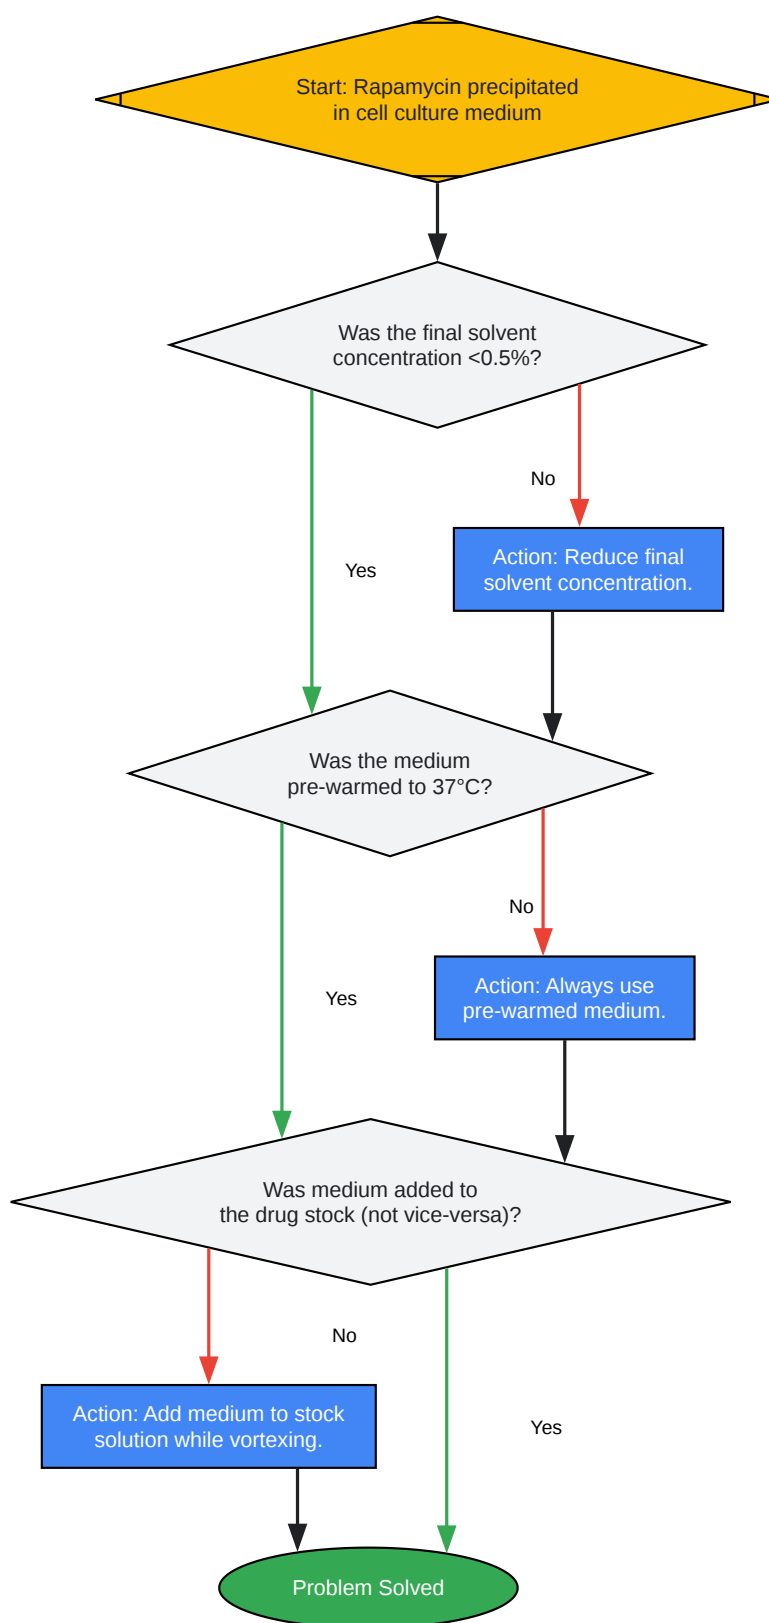 Start: Rapamycin precipitated
in cell culture medium
Was the final solvent
concentration <0.5%?
No
Action: Reduce final
solvent concentration.
Yes
Was the medium
pre-warmed to 37°C?
No
Action: Always use
pre-warmed medium.
Yes
Was medium added to
the drug stock (not vice-versa)?
No
Action: Add medium to stock
solution while vortexing.
Yes
Problem Solved